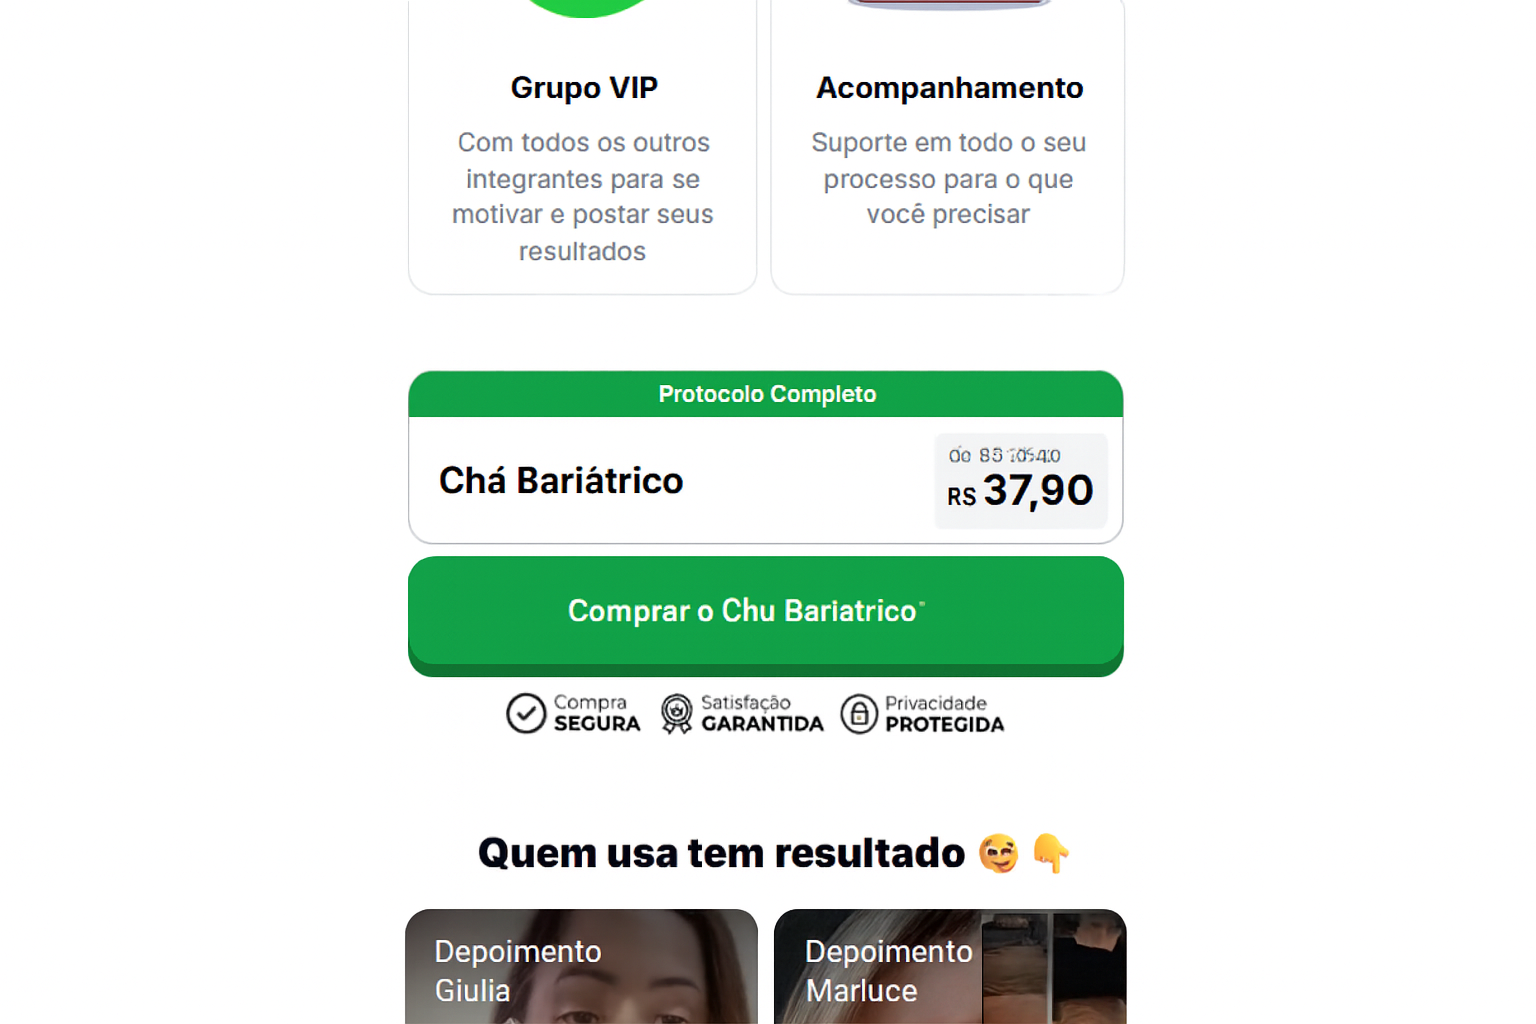 Grupo VIP
Com todos os outros
integrantes para se
motivar e postar seus
resultados
Acompanhamento
Suporte em todo o seu
processo para o que
você precisar
Protocolo Completo
Chá Bariátrico
de
RS 37,90
Comprar o Chu Bariatrico
Compra
SEGURA
Satisfação
GARANTIDA
Privacidade
PROTEGIDA
Quem usa tem resultado
Depoimento
Giulia
Depoimento
Marluce